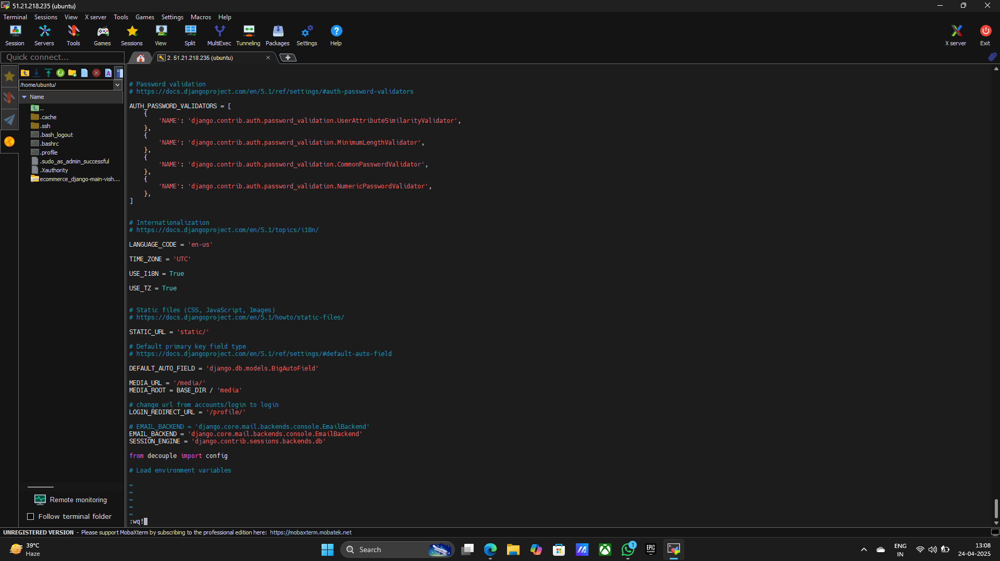 51.21.218.235 (ubuntu)
Terminal Sessions View X server Tools Games Settings Macros Help
Session Servers Tools Games Sessions View Split MultiExec Tunneling Packages Settings Help X server Exit
Quick connect...
2. 51.21.218.235 (ubuntu)
/home/ubuntu/
Name
..
.cache
.ssh
.bash_logout
.bashrc
.profile
.sudo_as_admin_successful
.Xauthority
ecommerce_django-main-vish...
Remote monitoring
Follow terminal folder
# Password validation
# https://docs.djangoproject.com/en/5.1/ref/settings/#auth-password-validators
AUTH_PASSWORD_VALIDATORS = [
    {
        'NAME': 'django.contrib.auth.password_validation.UserAttributeSimilarityValidator',
    },
    {
        'NAME': 'django.contrib.auth.password_validation.MinimumLengthValidator',
    },
    {
        'NAME': 'django.contrib.auth.password_validation.CommonPasswordValidator',
    },
    {
        'NAME': 'django.contrib.auth.password_validation.NumericPasswordValidator',
    },
]
# Internationalization
# https://docs.djangoproject.com/en/5.1/topics/i18n/
LANGUAGE_CODE = 'en-us'
TIME_ZONE = 'UTC'
USE_I18N = True
USE_TZ = True
# Static files (CSS, JavaScript, Images)
# https://docs.djangoproject.com/en/5.1/howto/static-files/
STATIC_URL = 'static/'
# Default primary key field type
# https://docs.djangoproject.com/en/5.1/ref/settings/#default-auto-field
DEFAULT_AUTO_FIELD = 'django.db.models.BigAutoField'
MEDIA_URL = '/media/'
MEDIA_ROOT = BASE_DIR / 'media'
# change url from accounts/login to login
LOGIN_REDIRECT_URL = '/profile/'
# EMAIL_BACKEND = 'django.core.mail.backends.console.EmailBackend'
EMAIL_BACKEND = 'django.core.mail.backends.console.EmailBackend'
SESSION_ENGINE = 'django.contrib.sessions.backends.db'
from decouple import config
# Load environment variables
~
~
~
~
~
:wq!
UNREGISTERED VERSION - Please support MobaXterm by subscribing to the professional edition here: https://mobaxterm.mobatek.net
39°C
Haze
Search
1
EPIC
GAMES
ENG
IN
13:08
24-04-2025